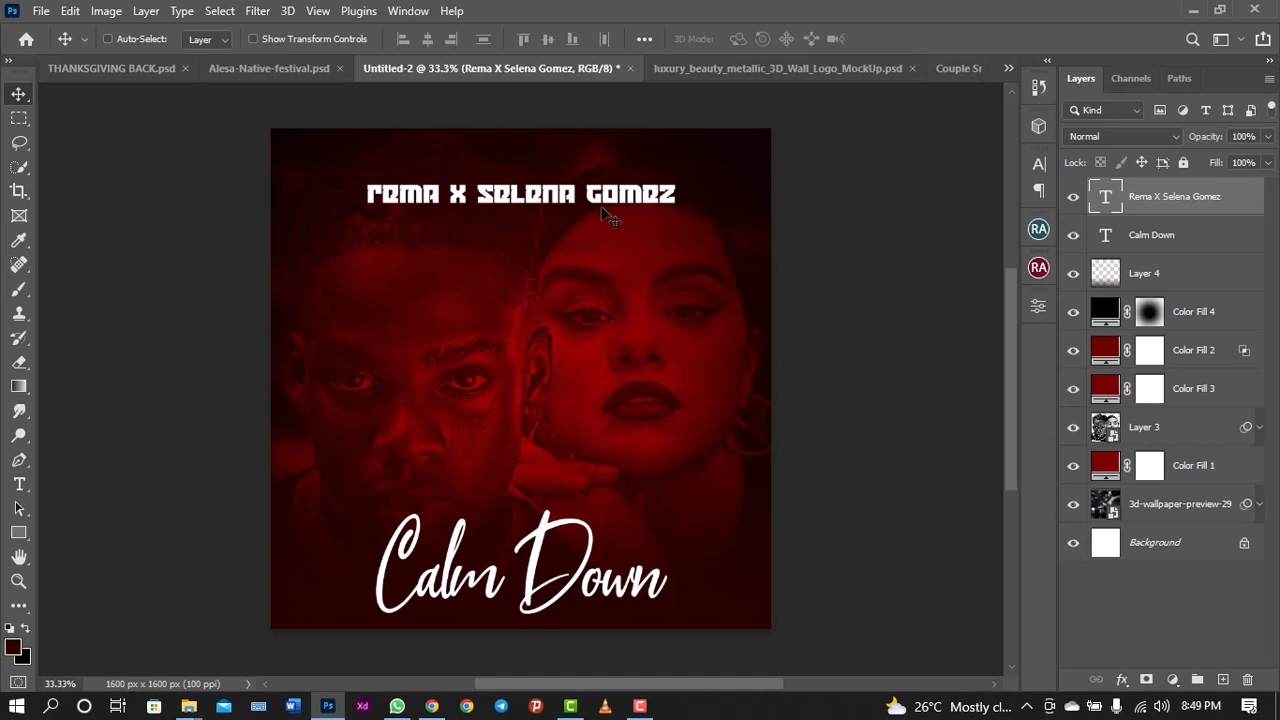 Ps File Edit Image Layer Type Select Filter 3D View Plugins Window Help
Auto-Select: Layer Show Transform Controls 3D Mode:
THANKSGIVING BACK.psd Alesa-Native-festival.psd Untitled-2 @ 33.3% (Rema X Selena Gomez, RGB/8) * luxury_beauty_metallic_3D_Wall_Logo_MockUp.psd Couple Sr
Layers Channels Paths
Kind
Normal Opacity: 100%
Lock: Fill: 100%
Rema X Selena Gomez
Calm Down
Layer 4
Color Fill 4
Color Fill 2
Color Fill 3
Layer 3
Color Fill 1
3d-wallpaper-preview-29
Background
RA
RA
Rema X Selena Gomez
Calm Down
33.33% 1600 px x 1600 px (100 ppi)
26°C Mostly cl... 8:49 PM